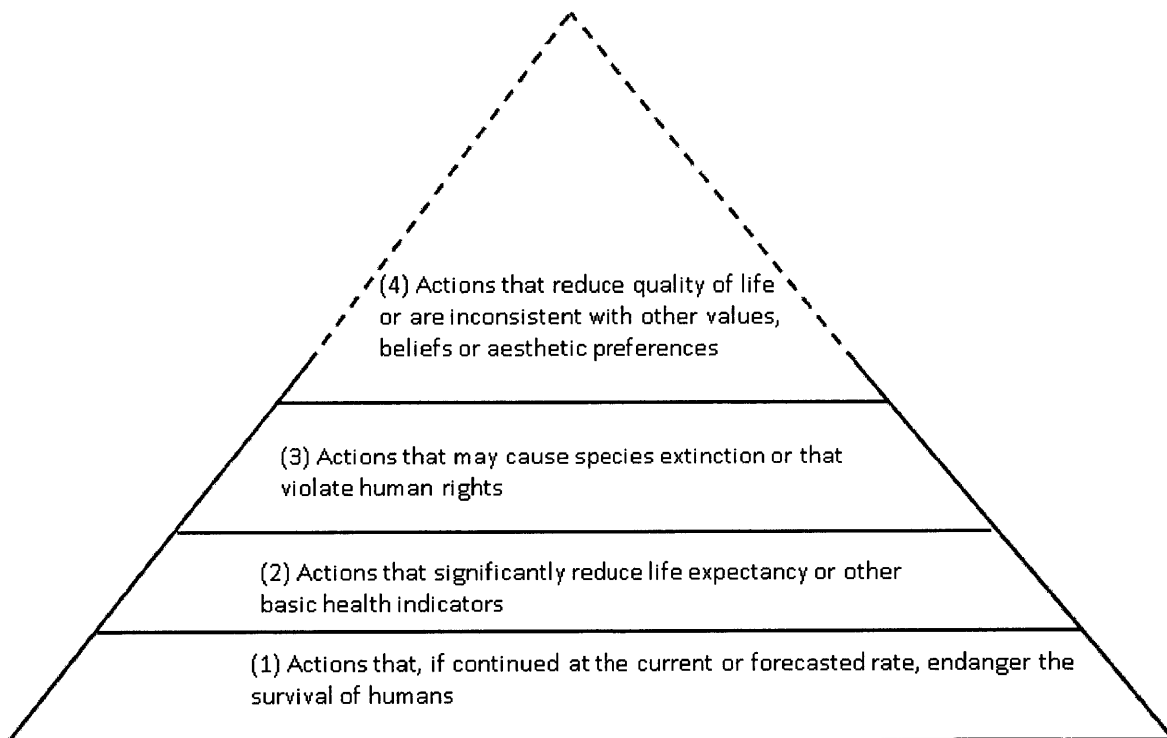 (4) Actions that reduce quality of life
or are inconsistent with other values,
beliefs or aesthetic preferences
(3) Actions that may cause species extinction or that
violate human rights
(2) Actions that significantly reduce life expectancy or other
basic health indicators
(1) Actions that, if continued at the current or forecasted rate, endanger the
survival of humans